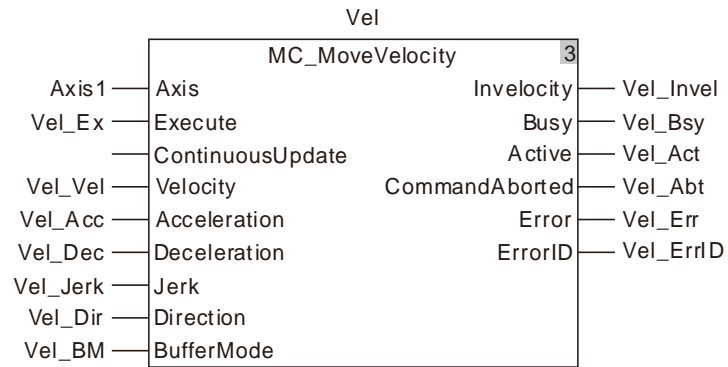 Vel
MC_MoveVelocity 3
Axis1 Axis Invelocity Vel_Invel
Vel_Ex Execute Busy Vel_Bsy
ContinuousUpdate Active Vel_Act
Vel_Vel Velocity CommandAborted Vel_Abt
Vel_Acc Acceleration Error Vel_Err
Vel_Dec Deceleration ErrorID Vel_ErrID
Vel_Jerk Jerk
Vel_Dir Direction
Vel_BM BufferMode